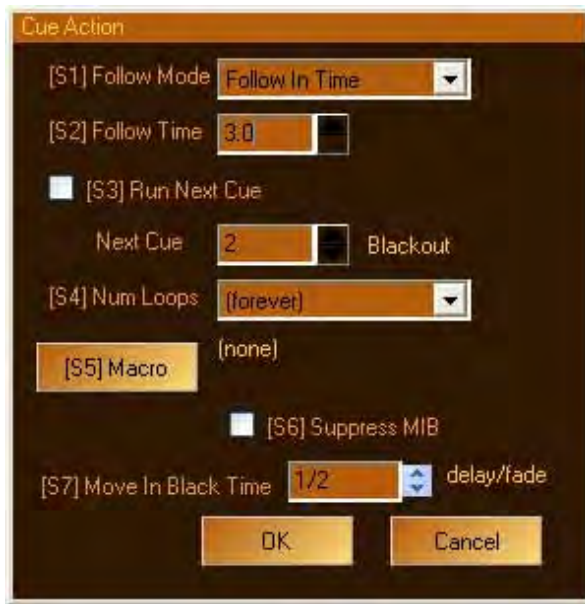 Cue Action
[S1] Follow Mode Follow In Time
[S2] Follow Time 3.0
[S3] Run Next Cue
Next Cue 2 Blackout
[S4] Num Loops (forever)
[S5] Macro (none)
[S6] Suppress MIB
[S7] Move In Black Time 1/2 delay/fade
OK Cancel